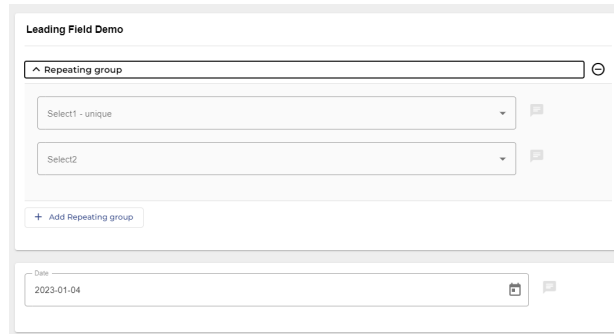 Leading Field Demo
Repeating group
Select1 - unique
Select2
+ Add Repeating group
Date
2023-01-04